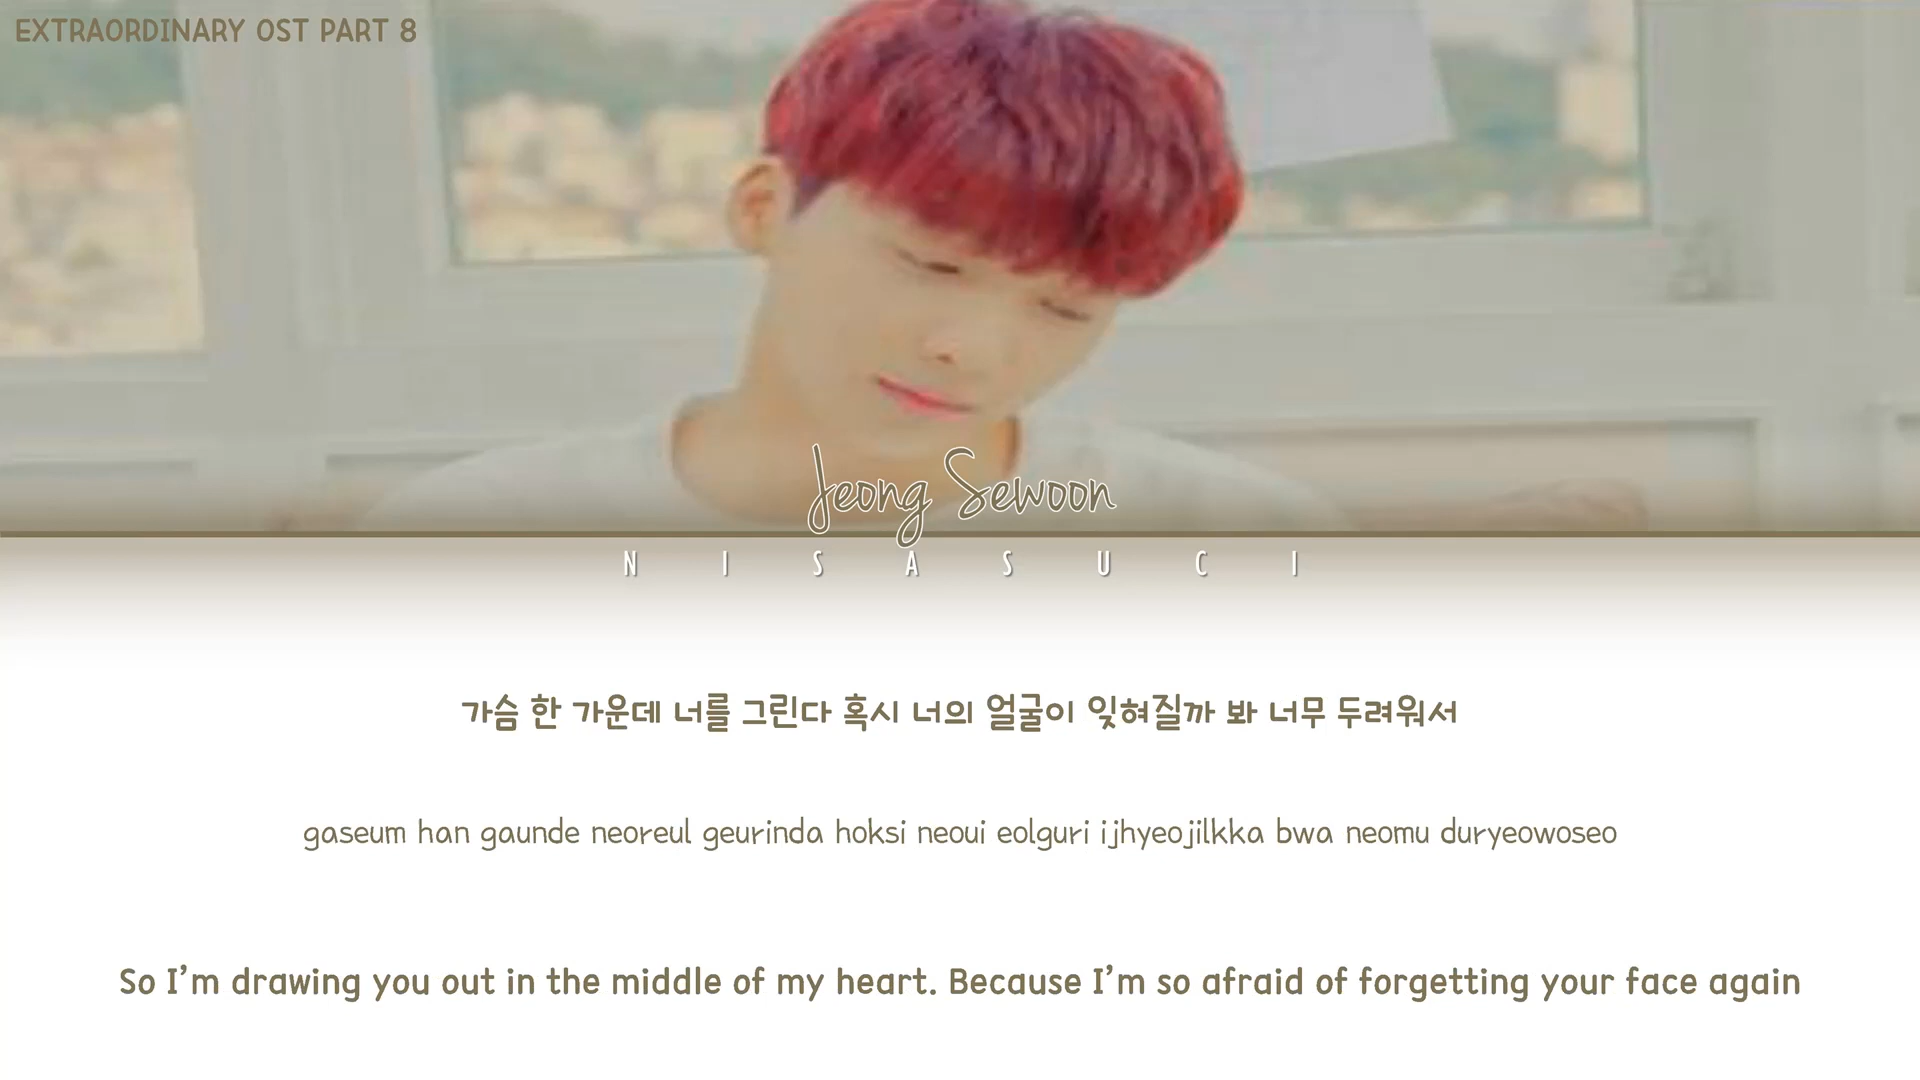 EXTRAORDINARY OST PART 8
Jeong Sewoon
NISASUCI
가슴 한 가운데 너를 그린다 혹시 너의 얼굴이 잊혀질까 봐 너무 두려워서
gaseum han gaunde neoreul geurinda hoksi neoui eolguri ijhyeojilkka bwa neomu duryeowoseo
So I'm drawing you out in the middle of my heart. Because I'm so afraid of forgetting your face again